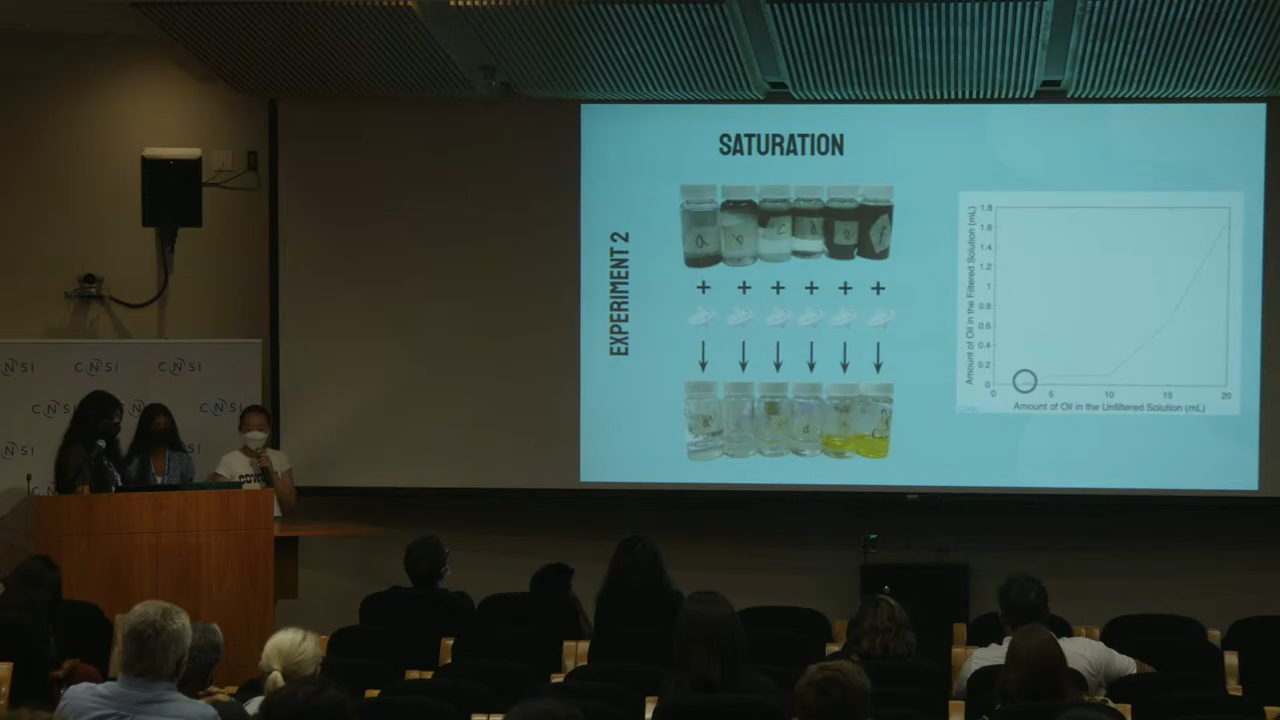 SATURATION
EXPERIMENT 2
a b c d e f
+ + + + + +
d
Amount of Oil in the Filtered Solution (mL)
1.8
1.6
1.4
1.2
1
0.8
0.6
0.4
0.2
0
0 5 10 15 20
Amount of Oil in the Unfiltered Solution (mL)
CNSI CNSI CNSI
CNSI CNSI CNSI
COWB